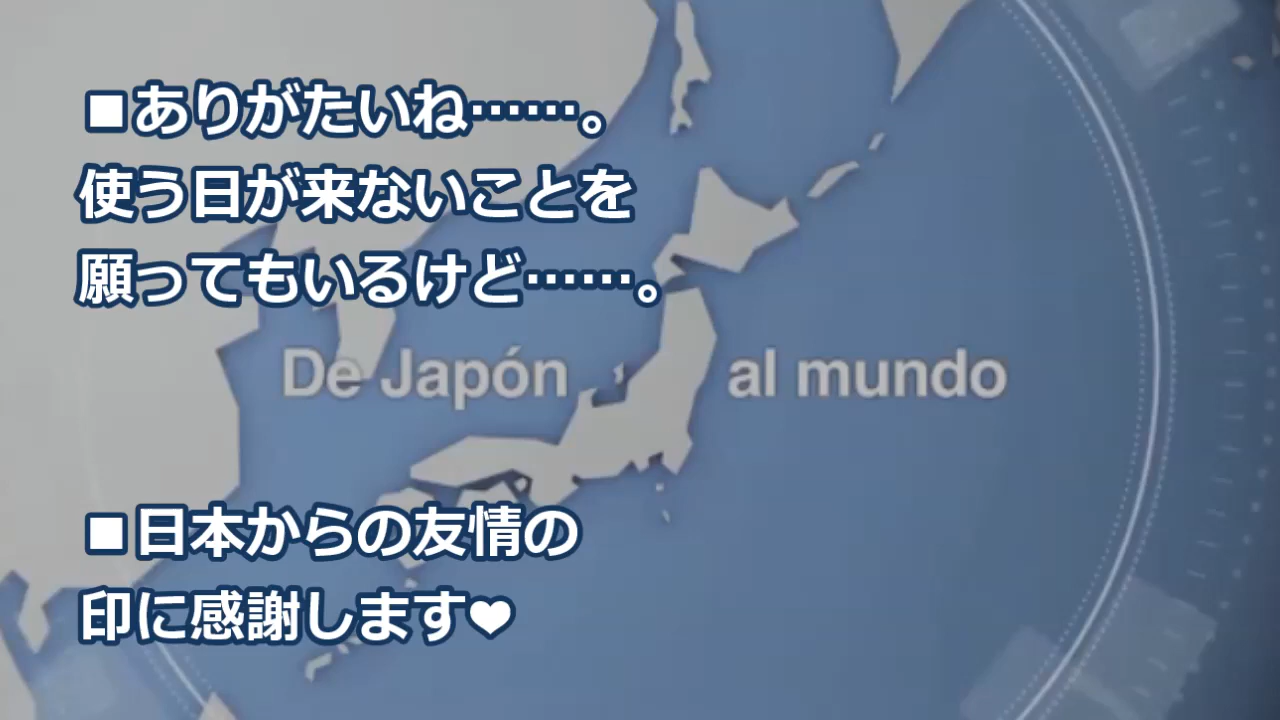 ■ありがたいね……。
使う日が来ないことを
願ってもいるけど……。
De Japón al mundo
■日本からの友情の
印に感謝します♥